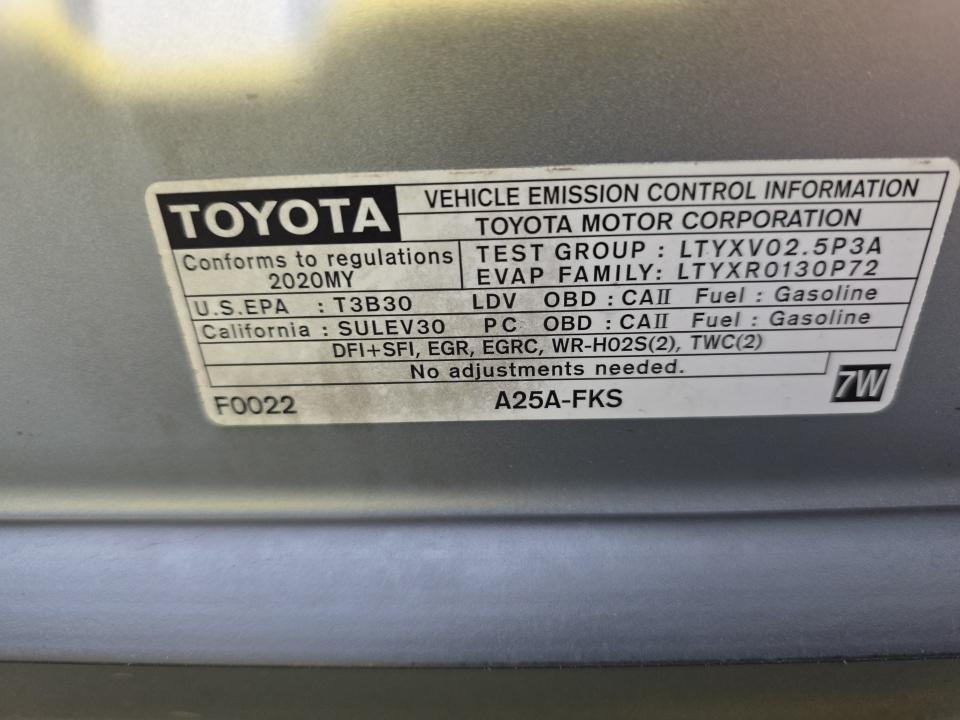 TOYOTA
VEHICLE EMISSION CONTROL INFORMATION
TOYOTA MOTOR CORPORATION
Conforms to regulations
2020MY
TEST GROUP : LTYXV02.5P3A
EVAP FAMILY: LTYXR0130P72
U.S.EPA : T3B30 LDV OBD : CAII Fuel : Gasoline
California : SULEV30 PC OBD : CAII Fuel : Gasoline
DFI+SFI, EGR, EGRC, WR-HO2S(2), TWC(2)
No adjustments needed.
F0022 A25A-FKS 7W